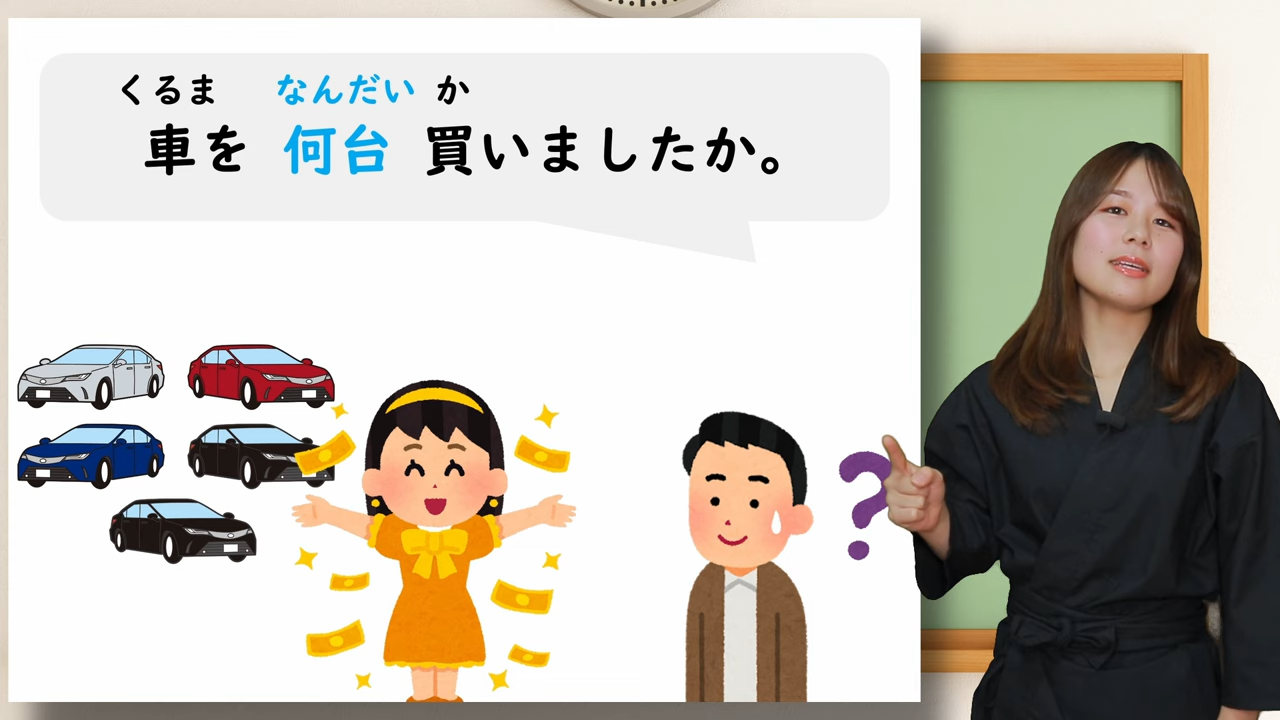 くるま なんだい か
車を 何台 買いましたか。